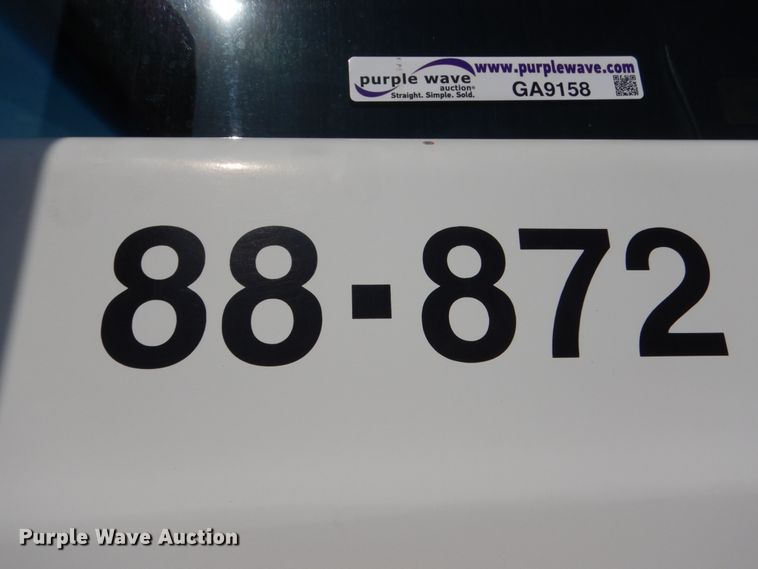 purple wave
auction®
Straight. Simple. Sold.
www.purplewave.com
GA9158
88-872
Purple Wave Auction